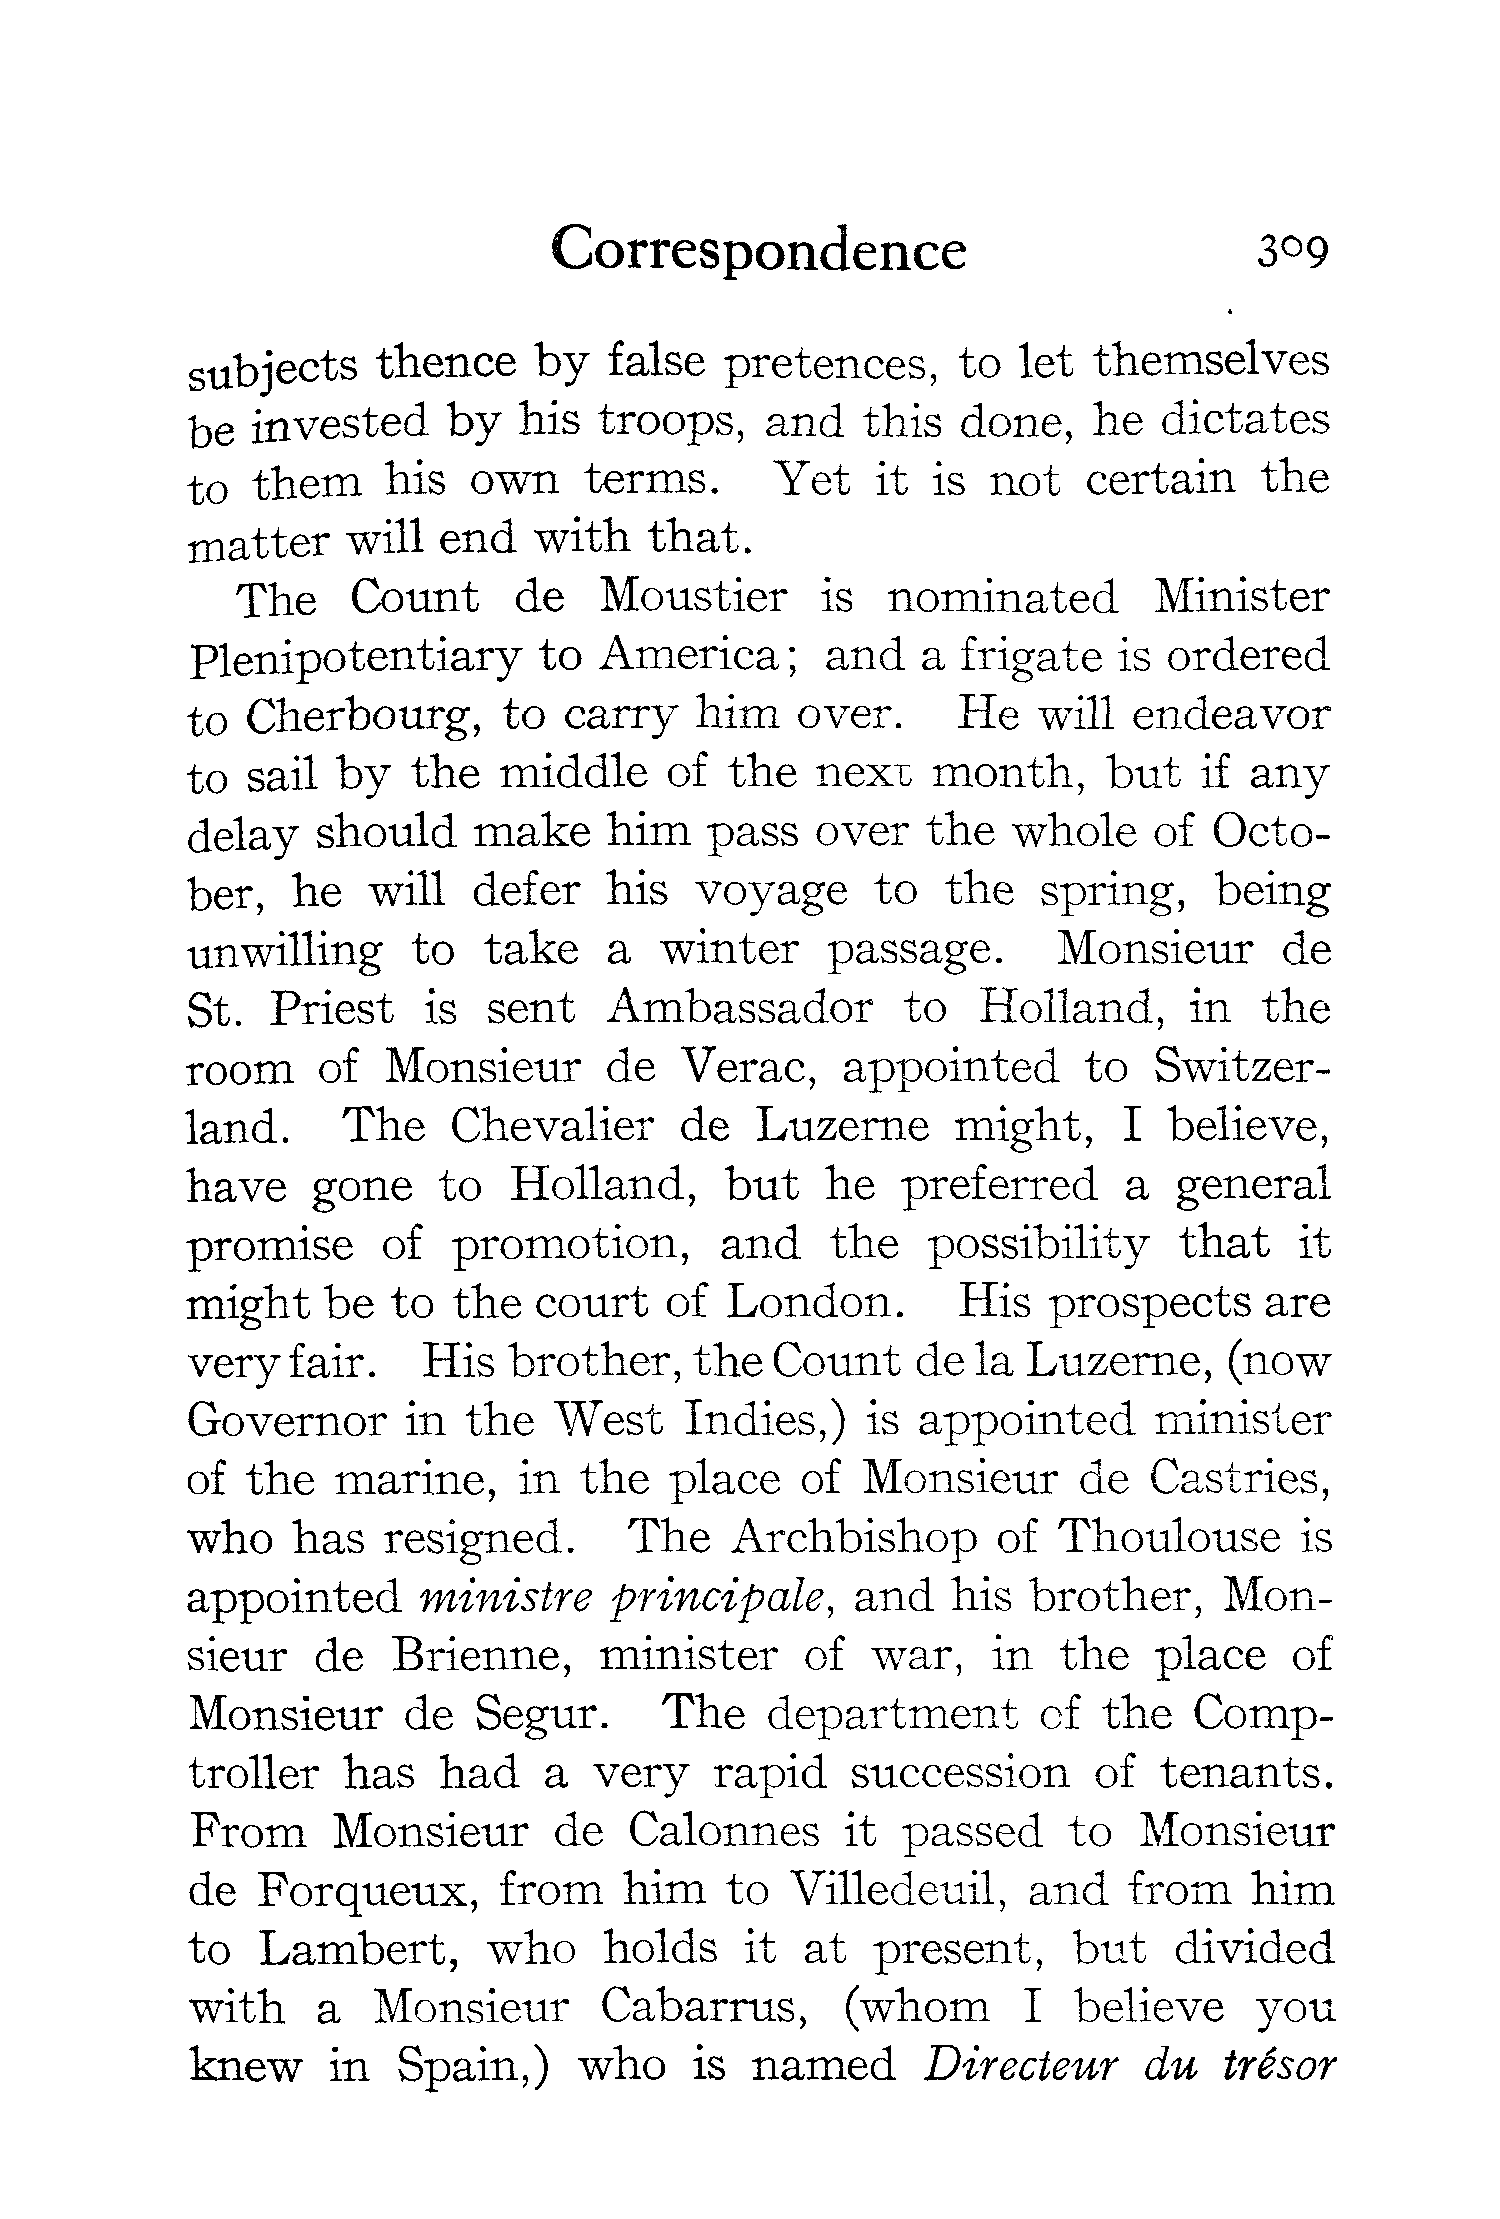 Correspondence 309
subjects thence by false pretences, to let themselves
be invested by his troops, and this done, he dictates
to them his own terms. Yet it is not certain the
matter will end with that.
The Count de Moustier is nominated Minister
Plenipotentiary to America; and a frigate is ordered
to Cherbourg, to carry him over. He will endeavor
to sail by the middle of the next month, but if any
delay should make him pass over the whole of Octo-
ber, he will defer his voyage to the spring, being
unwilling to take a winter passage. Monsieur de
St. Priest is sent Ambassador to Holland, in the
room of Monsieur de Verac, appointed to Switzer-
land. The Chevalier de Luzerne might, I believe,
have gone to Holland, but he preferred a general
promise of promotion, and the possibility that it
might be to the court of London. His prospects are
very fair. His brother, the Count de la Luzerne, (now
Governor in the West Indies,) is appointed minister
of the marine, in the place of Monsieur de Castries,
who has resigned. The Archbishop of Thoulouse is
appointed ministre principale, and his brother, Mon-
sieur de Brienne, minister of war, in the place of
Monsieur de Segur. The department of the Comp-
troller has had a very rapid succession of tenants.
From Monsieur de Calonnes it passed to Monsieur
de Forqueux, from him to Villedeuil, and from him
to Lambert, who holds it at present, but divided
with a Monsieur Cabarrus, (whom I believe you
knew in Spain,) who is named Directeur du trésor